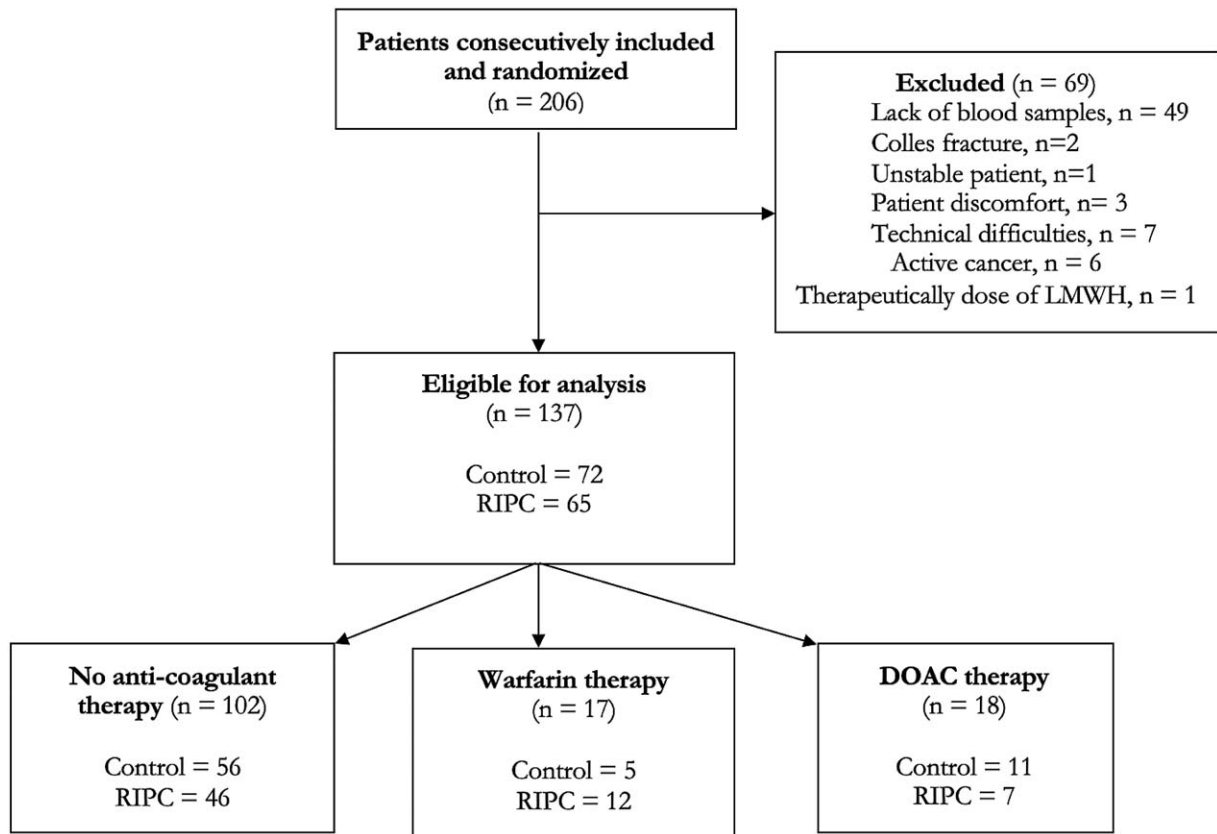 Patients consecutively included
and randomized
(n = 206)
Excluded (n = 69)
Lack of blood samples, n = 49
Colles fracture, n=2
Unstable patient, n=1
Patient discomfort, n= 3
Technical difficulties, n = 7
Active cancer, n = 6
Therapeutically dose of LMWH, n = 1
Eligible for analysis
(n = 137)
Control = 72
RIPC = 65
No anti-coagulant
therapy (n = 102)
Control = 56
RIPC = 46
Warfarin therapy
(n = 17)
Control = 5
RIPC = 12
DOAC therapy
(n = 18)
Control = 11
RIPC = 7